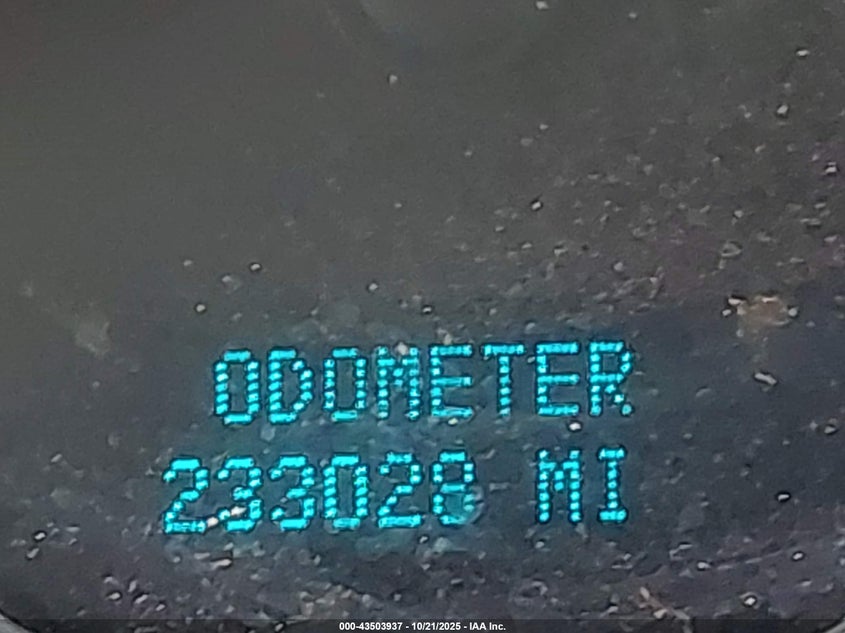 ODOMETER
233028 MI
000-43503937 - 10/21/2025 - IAA Inc.